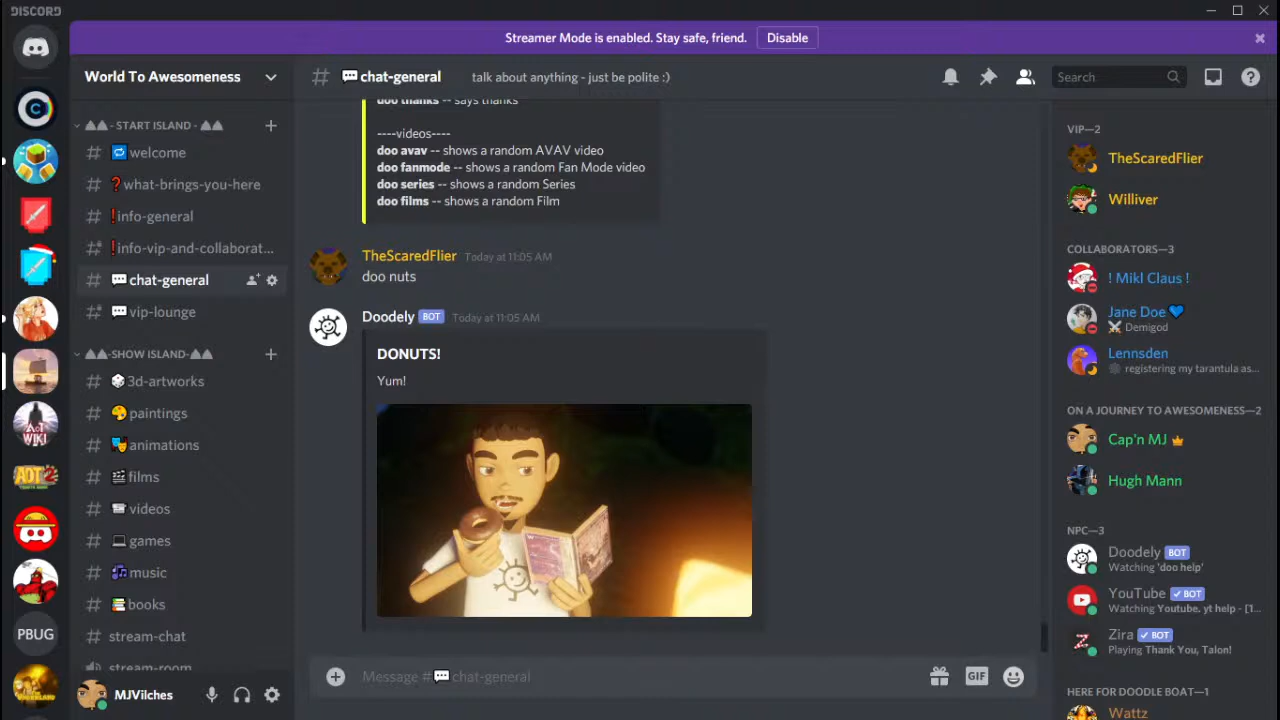 DISCORD
Streamer Mode is enabled. Stay safe, friend. Disable
World To Awesomeness
- START ISLAND -
welcome
what-brings-you-here
info-general
info-vip-and-collaborat...
chat-general
vip-lounge
-SHOW ISLAND-
3d-artworks
paintings
animations
films
videos
games
music
books
stream-chat
stream-room
MJVilches
AOT WIKI
AOT 2
PBUG
# chat-general talk about anything - just be polite :)
Search
doo thanks -- says thanks
----videos----
doo avav -- shows a random AVAV video
doo fanmode -- shows a random Fan Mode video
doo series -- shows a random Series
doo films -- shows a random Film
TheScaredFlier Today at 11:05 AM
doo nuts
Doodely BOT Today at 11:05 AM
DONUTS!
Yum!
Message # chat-general
GIF
VIP—2
TheScaredFlier
Williver
COLLABORATORS—3
! Mikl Claus !
Jane Doe
Demigod
Lennsden
registering my tarantula as...
ON A JOURNEY TO AWESOMENESS—2
Cap'n MJ
Hugh Mann
NPC—3
Doodely BOT
Watching 'doo help'
YouTube BOT
Watching Youtube. yt help - [1...
Zira BOT
Playing Thank You, Talon!
HERE FOR DOODLE BOAT—1
Wattz